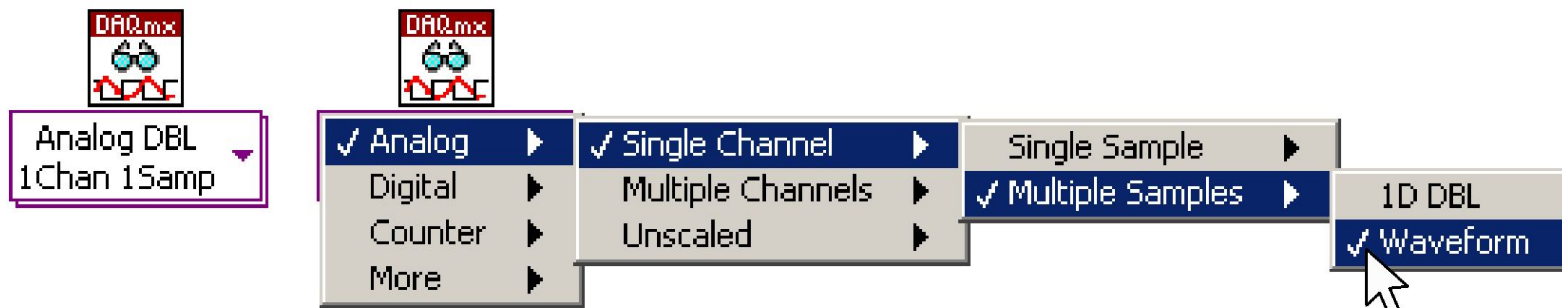 DAQmx
Analog DBL
1Chan 1Samp
DAQmx
✓ Analog
Digital
Counter
More
✓ Single Channel
Multiple Channels
Unscaled
Single Sample
✓ Multiple Samples
1D DBL
✓ Waveform